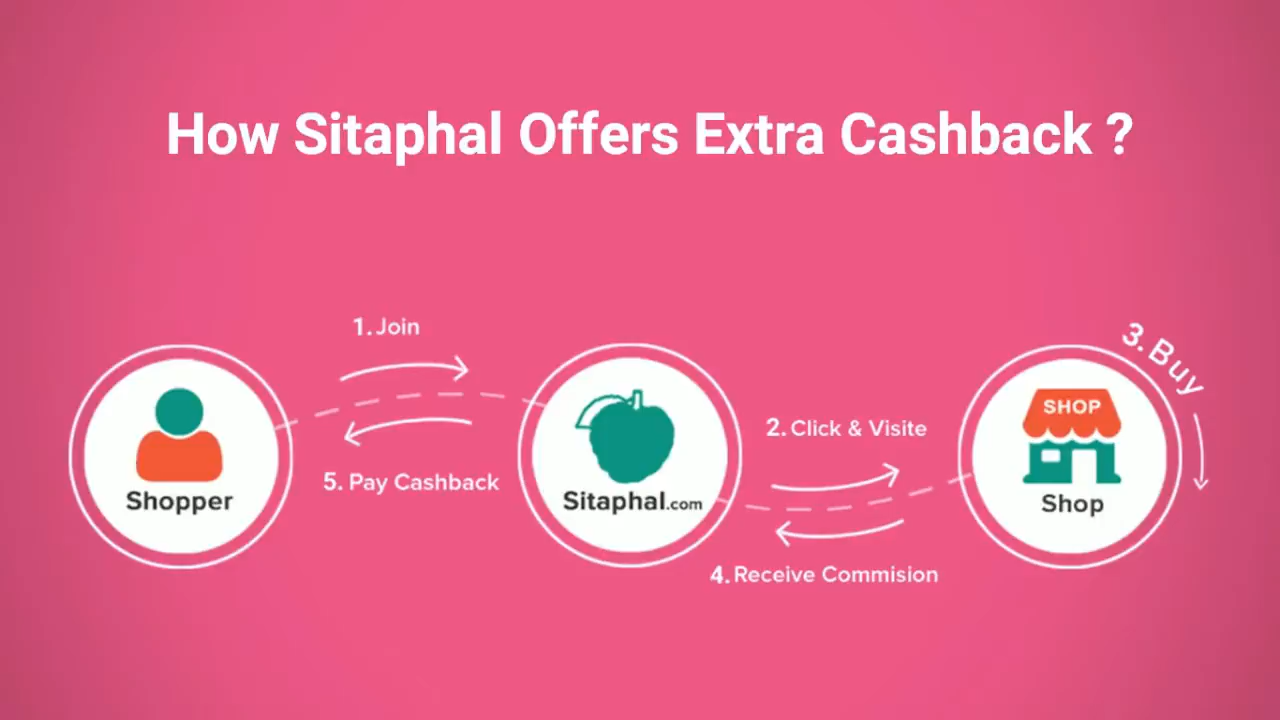 How Sitaphal Offers Extra Cashback ?
1. Join
Shopper
5. Pay Cashback
Sitaphal.com
2. Click & Visite
4. Receive Commision
3. Buy
SHOP
Shop